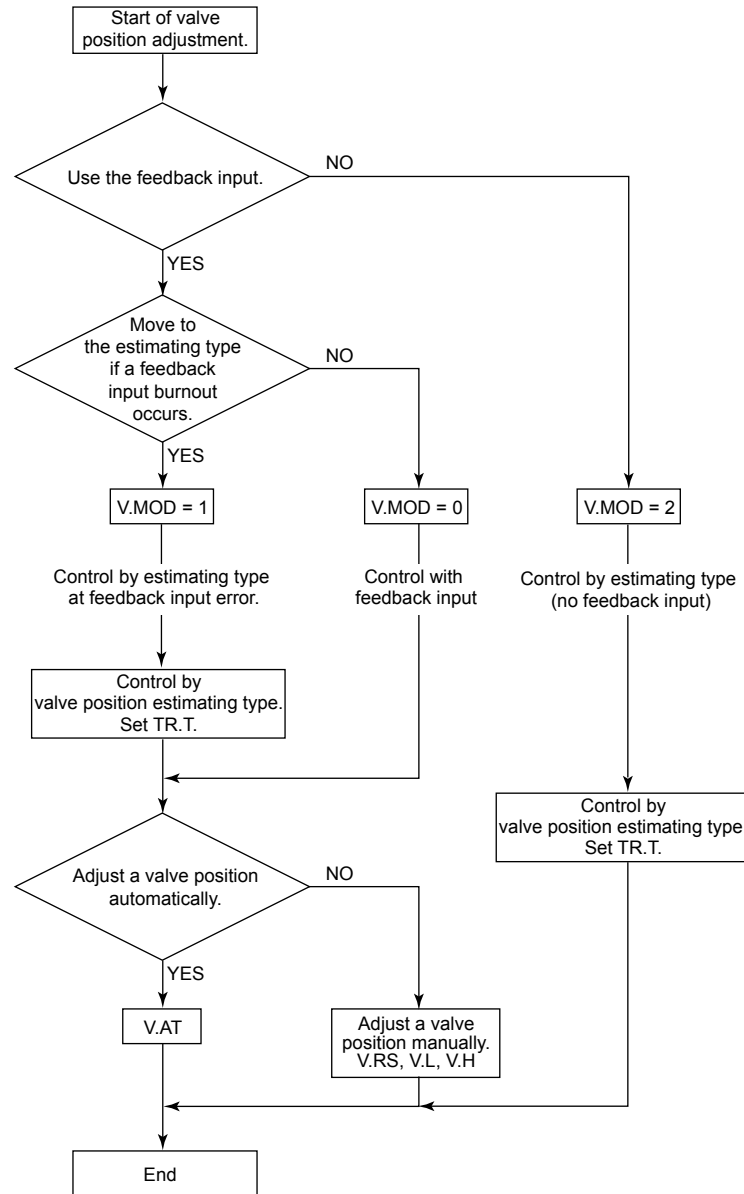 Start of valve
position adjustment.
Use the feedback input.
NO
YES
Move to
the estimating type
if a feedback
input burnout
occurs.
NO
YES
V.MOD = 1
V.MOD = 0
V.MOD = 2
Control by estimating type
at feedback input error.
Control with
feedback input
Control by estimating type
(no feedback input)
Control by
valve position estimating type.
Set TR.T.
Control by
valve position estimating type
Set TR.T.
Adjust a valve position
automatically.
NO
YES
V.AT
Adjust a valve
position manually.
V.RS, V.L, V.H
End